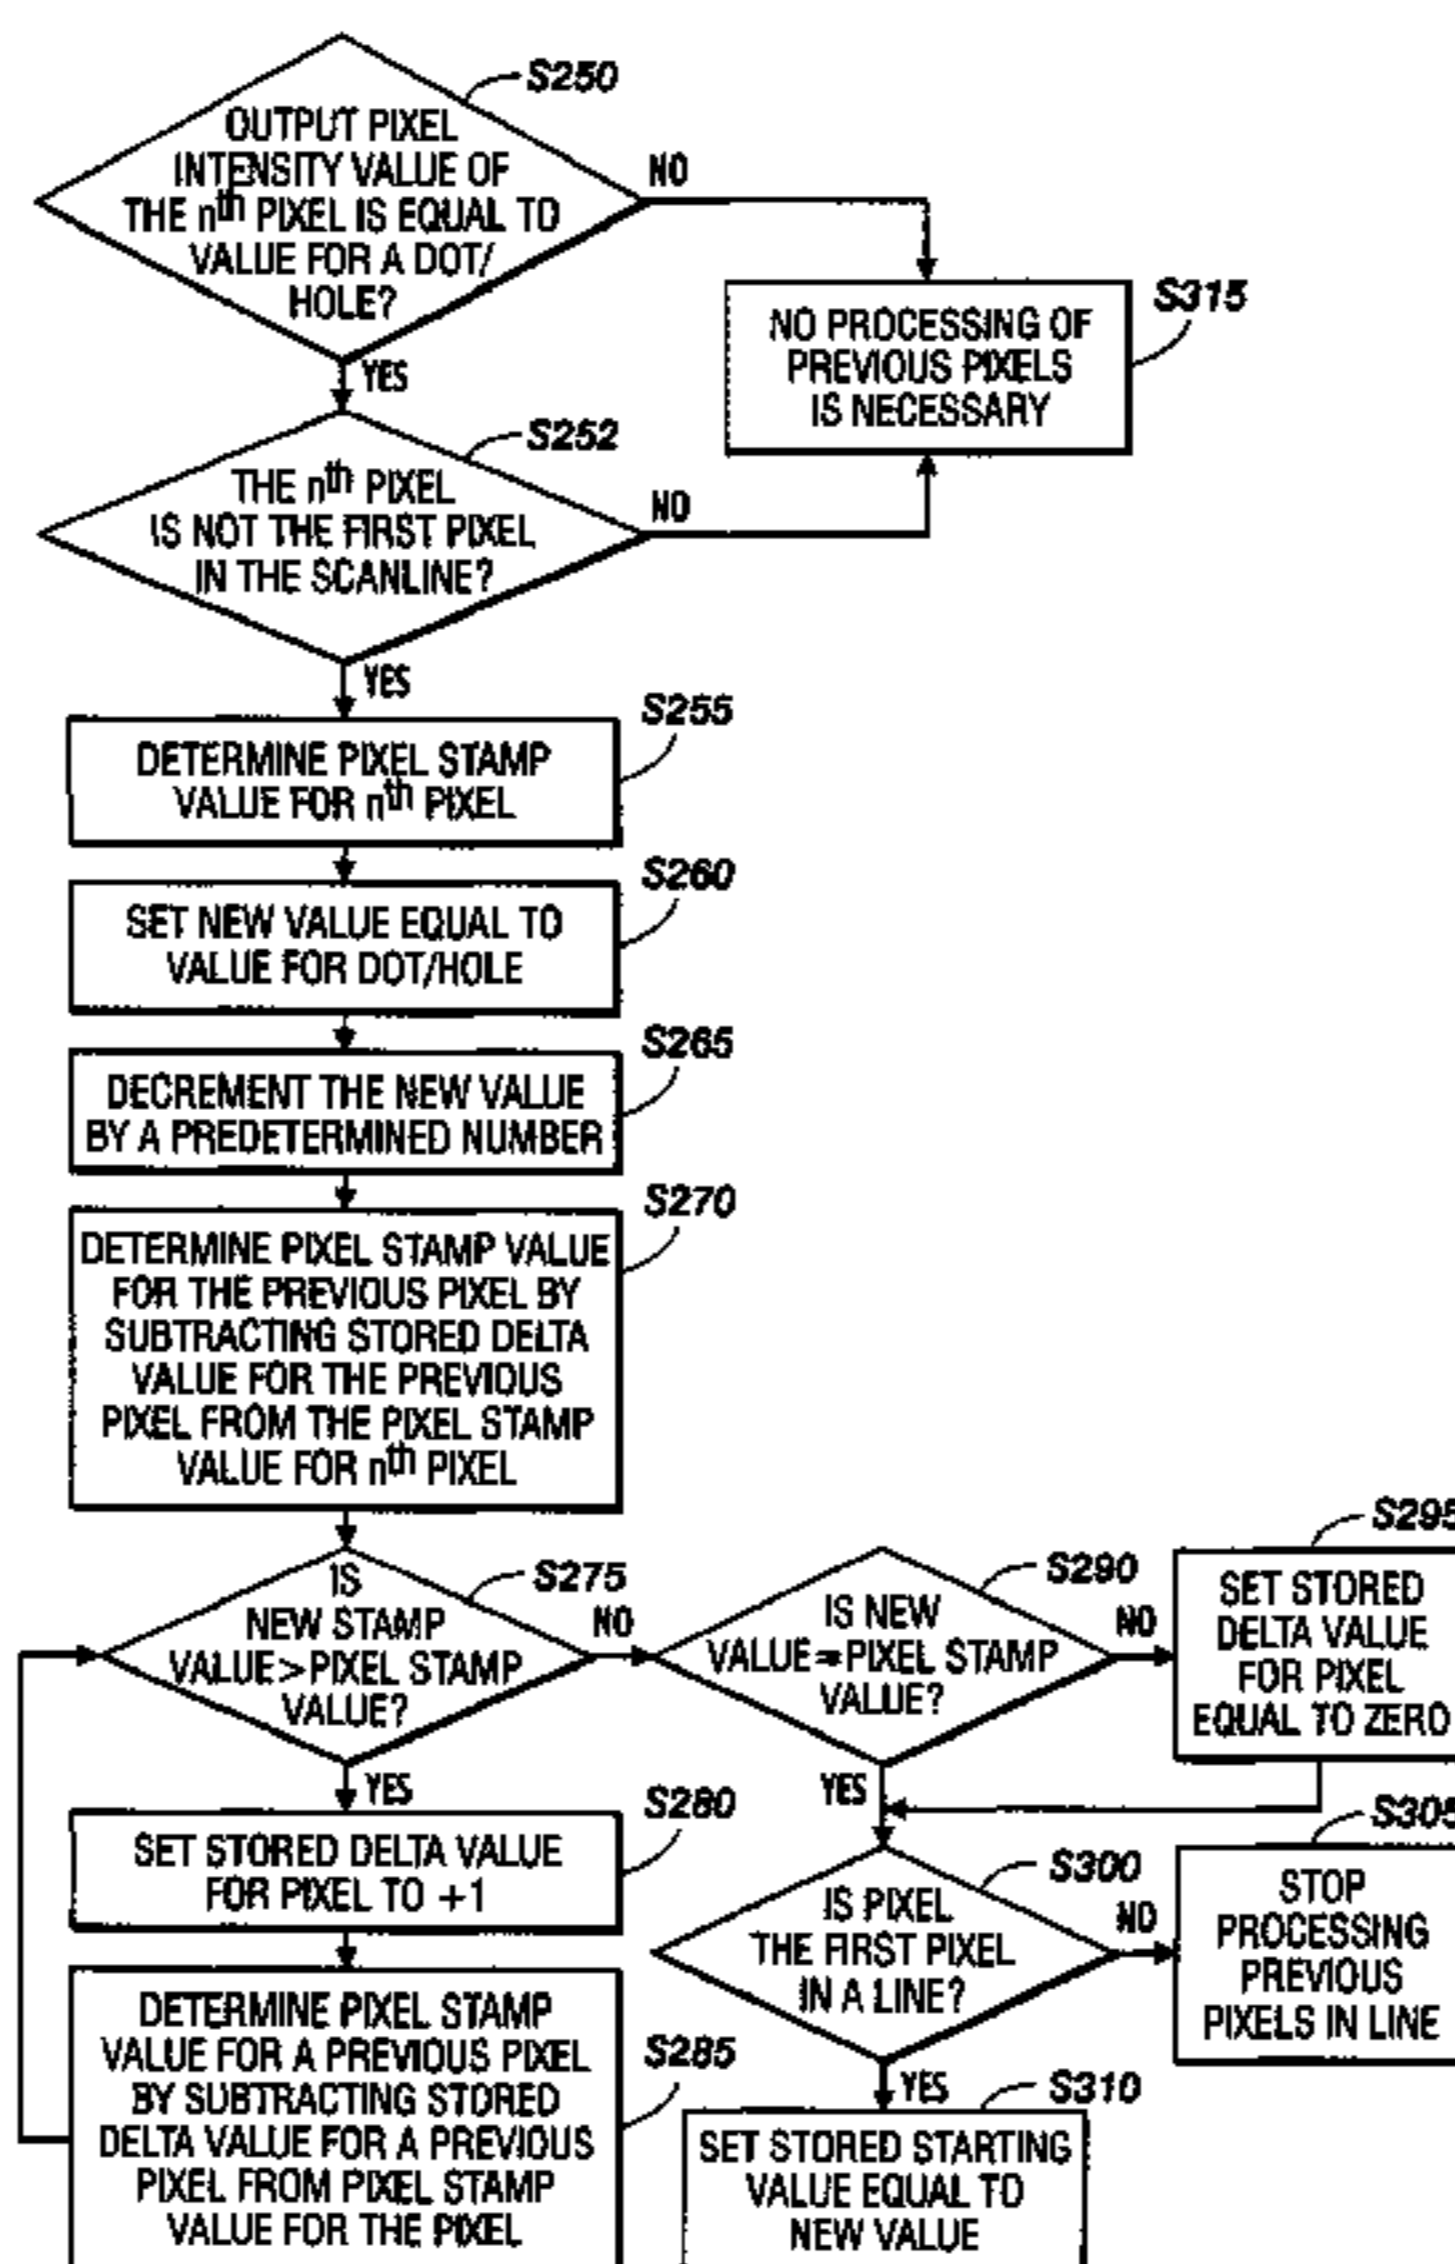 S250
OUTPUT PIXEL
INTENSITY VALUE OF
THE nth PIXEL IS EQUAL TO
VALUE FOR A DOT/
HOLE?
NO
YES
S315
NO PROCESSING OF
PREVIOUS PIXELS
IS NECESSARY
S252
THE nth PIXEL
IS NOT THE FIRST PIXEL
IN THE SCANLINE?
NO
YES
S255
DETERMINE PIXEL STAMP
VALUE FOR nth PIXEL
S260
SET NEW VALUE EQUAL TO
VALUE FOR DOT/HOLE
S265
DECREMENT THE NEW VALUE
BY A PREDETERMINED NUMBER
S270
DETERMINE PIXEL STAMP VALUE
FOR THE PREVIOUS PIXEL BY
SUBTRACTING STORED DELTA
VALUE FOR THE PREVIOUS
PIXEL FROM THE PIXEL STAMP
VALUE FOR nth PIXEL
S275
IS
NEW STAMP
VALUE>PIXEL STAMP
VALUE?
NO
YES
S290
IS NEW
VALUE=PIXEL STAMP
VALUE?
NO
YES
S295
SET STORED
DELTA VALUE
FOR PIXEL
EQUAL TO ZERO
S280
SET STORED DELTA VALUE
FOR PIXEL TO +1
S300
IS PIXEL
THE FIRST PIXEL
IN A LINE?
NO
YES
S305
STOP
PROCESSING
PREVIOUS
PIXELS IN LINE
S285
DETERMINE PIXEL STAMP
VALUE FOR A PREVIOUS PIXEL
BY SUBTRACTING STORED
DELTA VALUE FOR A PREVIOUS
PIXEL FROM PIXEL STAMP
VALUE FOR THE PIXEL
S310
SET STORED STARTING
VALUE EQUAL TO
NEW VALUE